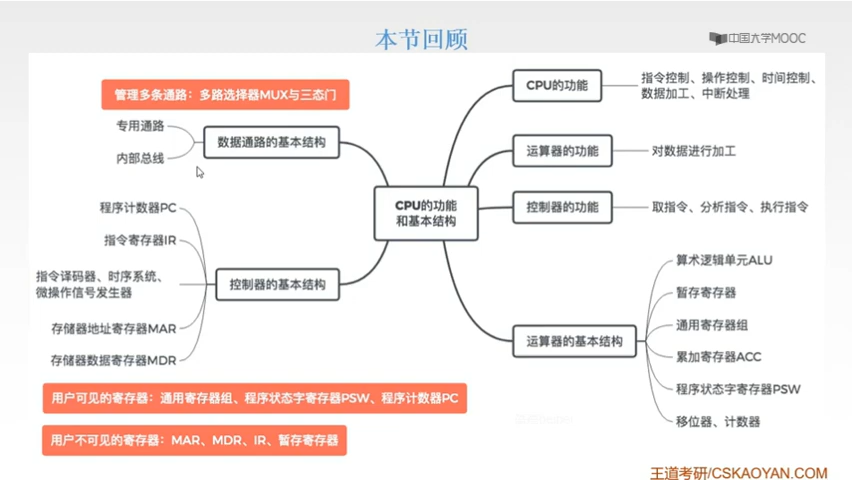 本节回顾
中国大学MOOC
管理多条通路：多路选择器MUX与三态门
专用通路
内部总线
数据通路的基本结构
程序计数器PC
指令寄存器IR
指令译码器、时序系统、
微操作信号发生器
存储器地址寄存器MAR
存储器数据寄存器MDR
控制器的基本结构
CPU的功能
和基本结构
CPU的功能
指令控制、操作控制、时间控制、
数据加工、中断处理
运算器的功能
对数据进行加工
控制器的功能
取指令、分析指令、执行指令
运算器的基本结构
算术逻辑单元ALU
暂存寄存器
通用寄存器组
累加寄存器ACC
程序状态字寄存器PSW
移位器、计数器
用户可见的寄存器：通用寄存器组、程序状态字寄存器PSW、程序计数器PC
用户不可见的寄存器：MAR、MDR、IR、暂存寄存器
王道考研/CSKAOYAN.COM